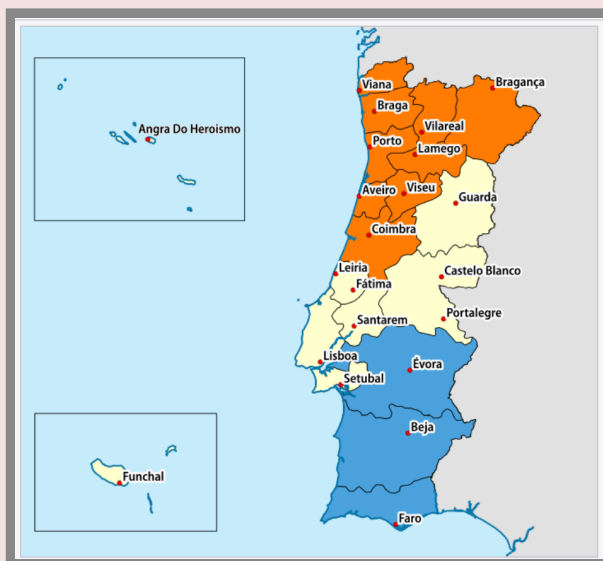 Viana
Bragança
Braga
Angra Do Heroismo
Vilareal
Porto
Lamego
Aveiro
Viseu
Guarda
Coimbra
Leiria
Castelo Blanco
Fátima
Santarem
Portalegre
Lisboa
Évora
Setubal
Beja
Funchal
Faro